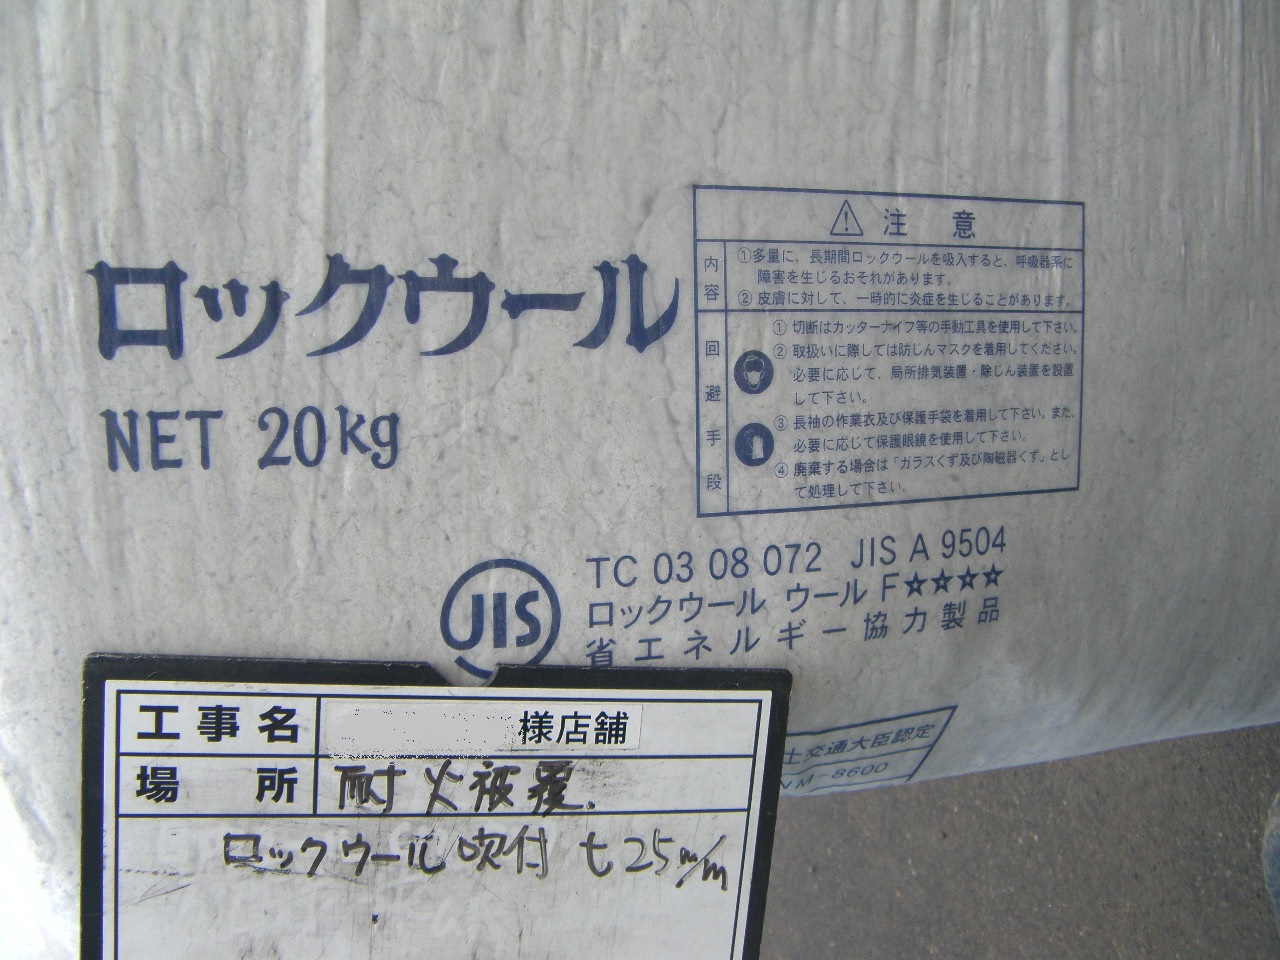 ロックウール
NET 20kg
⚠ 注 意
内容
①多量に、長期間ロックウールを吸入すると、呼吸器系に
障害を生じるおそれがあります。
② 皮膚に対して、一時的に炎症を生じることがあります。
回避手段
① 切断はカッターナイフ等の手動工具を使用して下さい。
② 取扱いに際しては防じんマスクを着用してください。
必要に応じて、局所排気装置・除じん装置を設置
して下さい。
③ 長袖の作業衣及び保護手袋を着用して下さい。また、
必要に応じて保護眼鏡を使用して下さい。
④ 廃棄する場合は「ガラスくず及び陶磁器くず」とし
て処理して下さい。
JIS
TC 03 08 072 JIS A 9504
ロックウール ウール F☆☆☆☆
省エネルギー協力製品
土交通大臣認定
M-8600
工事名 様店舗
場所 耐火被覆.
ロックウール吹付 t25m/m